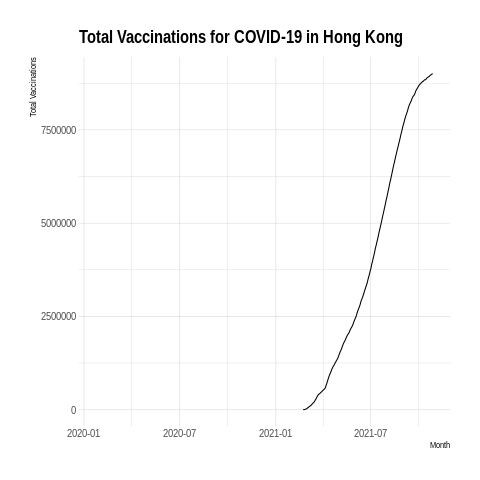 Total Vaccinations for COVID-19 in Hong Kong
Total Vaccinations
7500000
5000000
2500000
0
2020-01 2020-07 2021-01 2021-07
Month